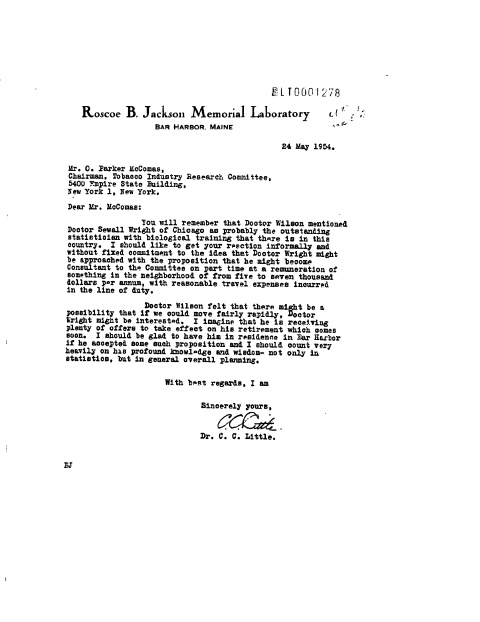 BLT0001278
Roscoe B. Jackson Memorial Laboratory
BAR HARBOR, MAINE
24 May 1954.
Mr. O. Parker McComas,
Chairman, Tobacco Industry Research Committee,
5400 Empire State Building,
New York 1, New York.
Dear Mr. McComas:
You will remember that Doctor Wilson mentioned
Doctor Sewall Wright of Chicago as probably the outstanding
statistician with biological training that there is in this
country. I should like to get your reaction informally and
without fixed commitment to the idea that Doctor Wright might
be approached with the proposition that he might become
Consultant to the Committee on part time at a remuneration of
something in the neighborhood of from five to seven thousand
dollars per annum, with reasonable travel expenses incurred
in the line of duty.
Doctor Wilson felt that there might be a
possibility that if we could move fairly rapidly, Doctor
Wright might be interested. I imagine that he is receiving
plenty of offers to take effect on his retirement which comes
soon. I should be glad to have him in residence in Bar Harbor
if he accepted some such proposition and I should count very
heavily on his profound knowledge and wisdom- not only in
statistics, but in general overall planning.
With best regards, I am
Sincerely yours,
C.C. Little
Dr. C. C. Little.
BJ